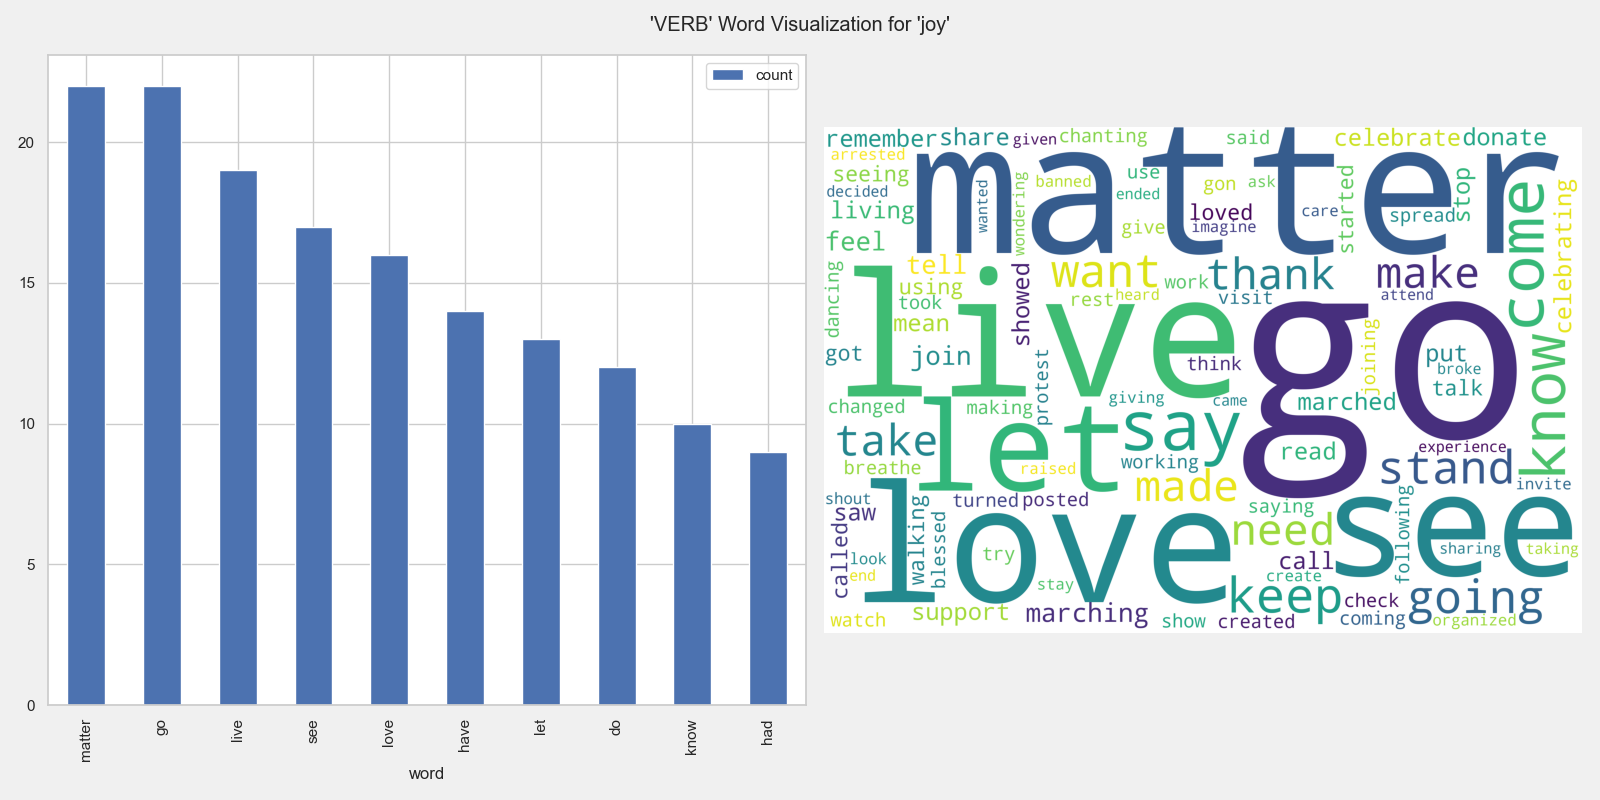 'VERB' Word Visualization for 'joy'
count
20
15
10
5
0
matter
go
live
see
love
have
let
do
know
had
word
remember
share
given
chanting
said
celebrate
donate
arrested
matter
seeing
decided
wanted
wondering
banned
use
ended
gon
ask
started
stop
come
celebrating
living
loved
care
spread
imagine
give
feel
tell
want
thank
make
dancing
using
took
showed
rest
heard
work
visit
attend
mean
live
go
know
got
join
think
joining
put
broke
talk
protest
changed
making
giving
came
marched
let
say
take
read
experience
stand
breathe
raised
working
made
invite
shout
saw
turned
posted
saying
see
called
walking
blessed
love
need
following
sharing
taking
look
try
call
end
stay
create
keep
check
going
watch
support
marching
show
created
coming
organized